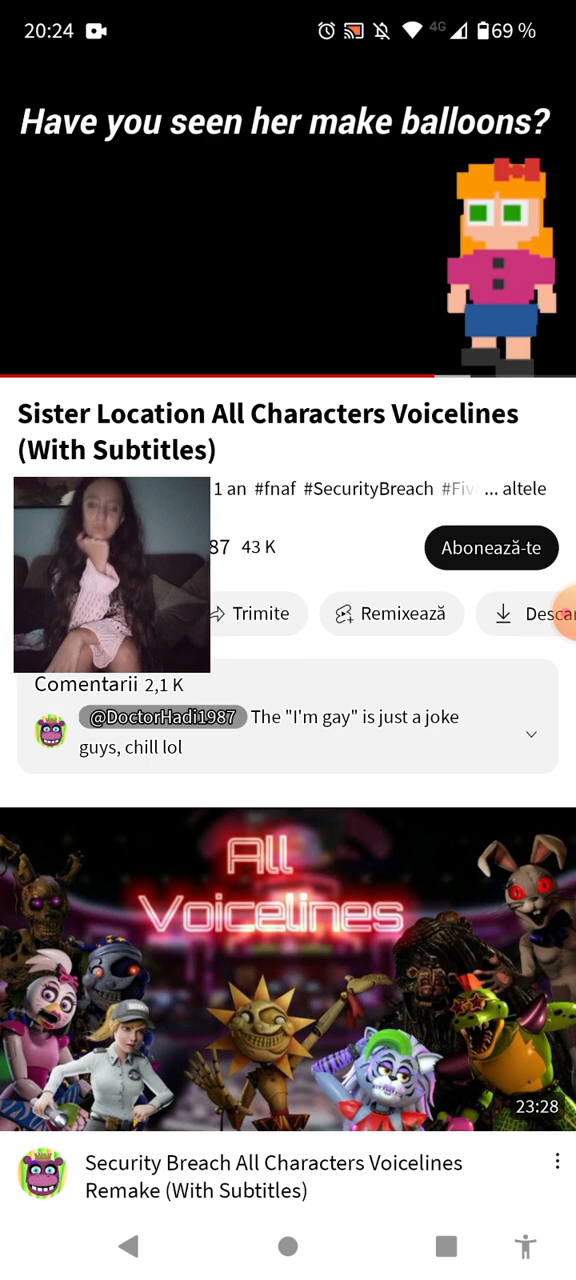 20:24
4G
69 %
Have you seen her make balloons?
Sister Location All Characters Voicelines
(With Subtitles)
1 an #fnaf #SecurityBreach #Five ... altele
87 43 K
Abonează-te
Trimite
Remixează
Descar
Comentarii 2,1 K
@DoctorHadi1987 The "I'm gay" is just a joke
guys, chill lol
All
Voicelines
23:28
Security Breach All Characters Voicelines
Remake (With Subtitles)